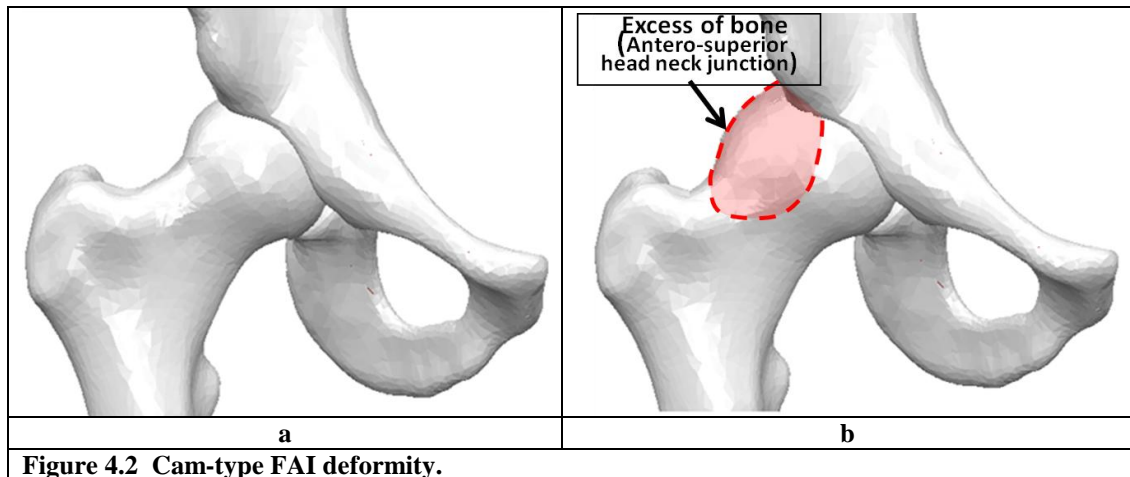 Excess of bone
(Antero-superior
head neck junction)
a
b
Figure 4.2 Cam-type FAI deformity.